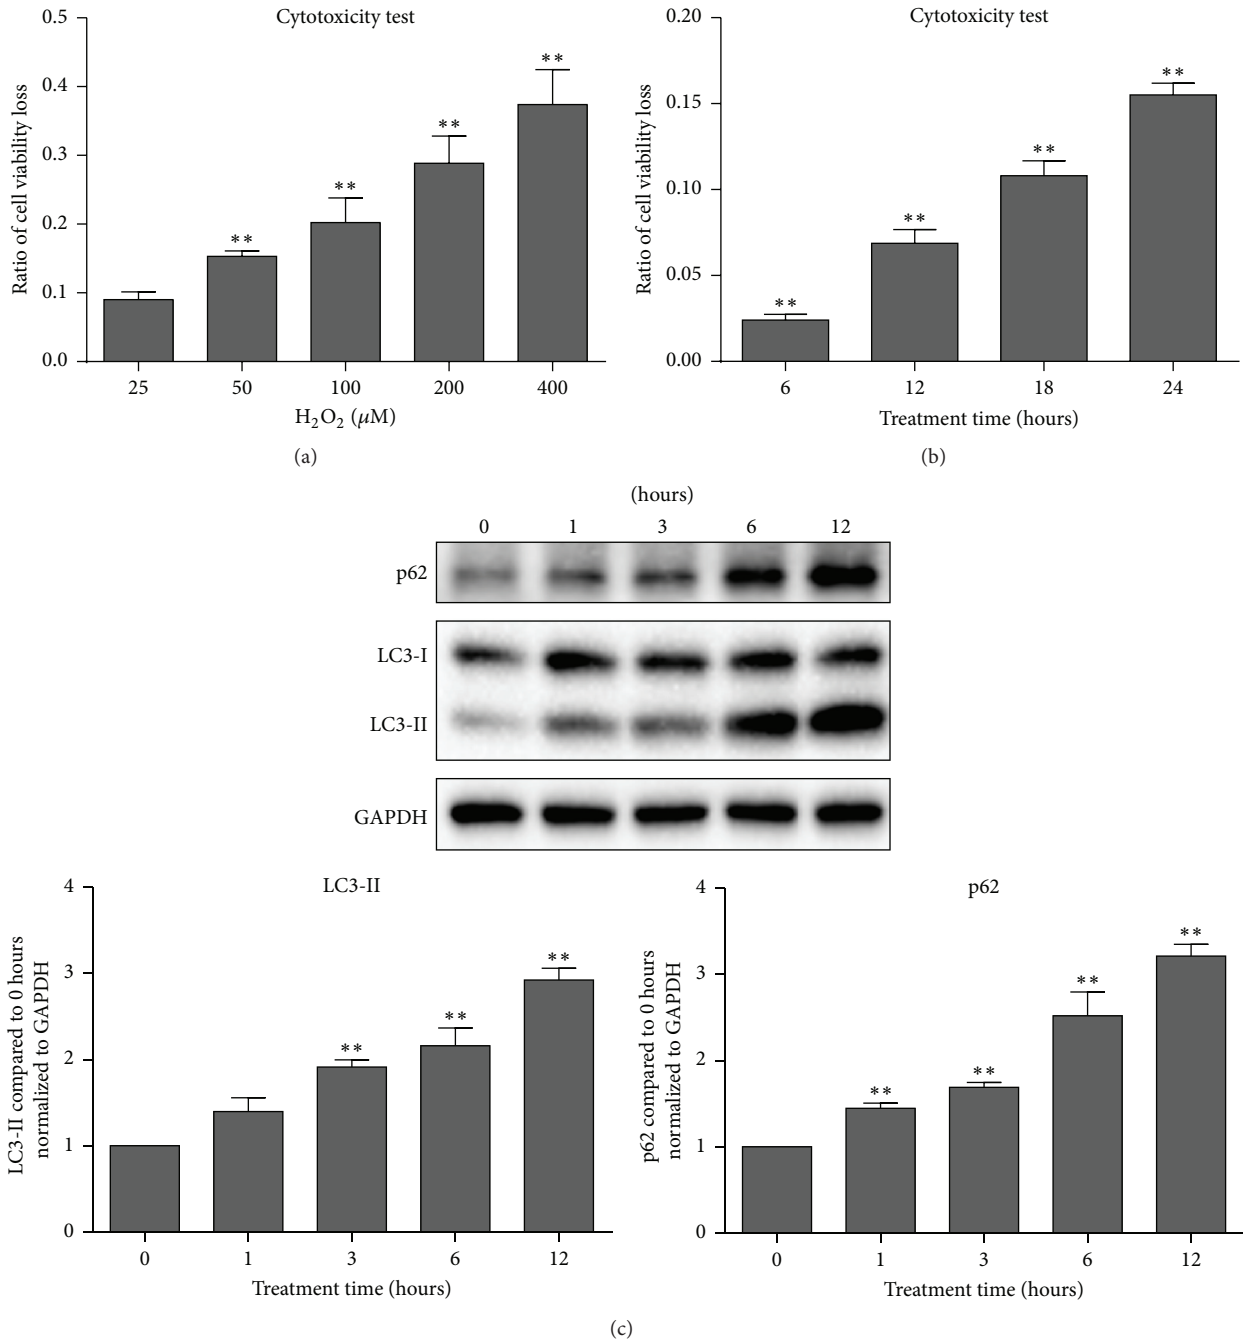 Cytotoxicity test
Ratio of cell viability loss
0.5
0.4
0.3
0.2
0.1
0.0
**
**
**
**
25 50 100 200 400
H₂O₂ (μM)
(a)
Cytotoxicity test
Ratio of cell viability loss
0.20
0.15
0.10
0.05
0.00
**
**
**
**
6 12 18 24
Treatment time (hours)
(b)
(hours)
0 1 3 6 12
p62
LC3-I
LC3-II
GAPDH
LC3-II
LC3-II compared to 0 hours
normalized to GAPDH
4
3
2
1
0
**
**
**
0 1 3 6 12
Treatment time (hours)
p62
p62 compared to 0 hours
normalized to GAPDH
4
3
2
1
0
**
**
**
**
0 1 3 6 12
Treatment time (hours)
(c)